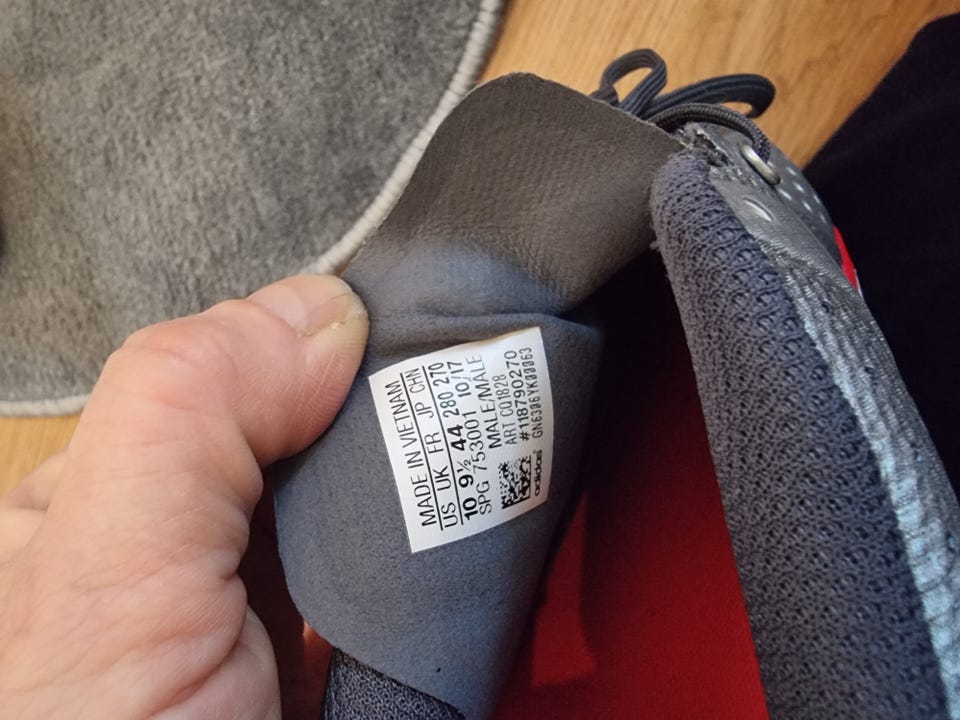 MADE IN VIETNAM
US UK FR JP CHN
10 9½ 44 280 270
SPG 753001 10/17
MALE/MALE
ART CQ1828
#118790270
adidas GN6306YK00063